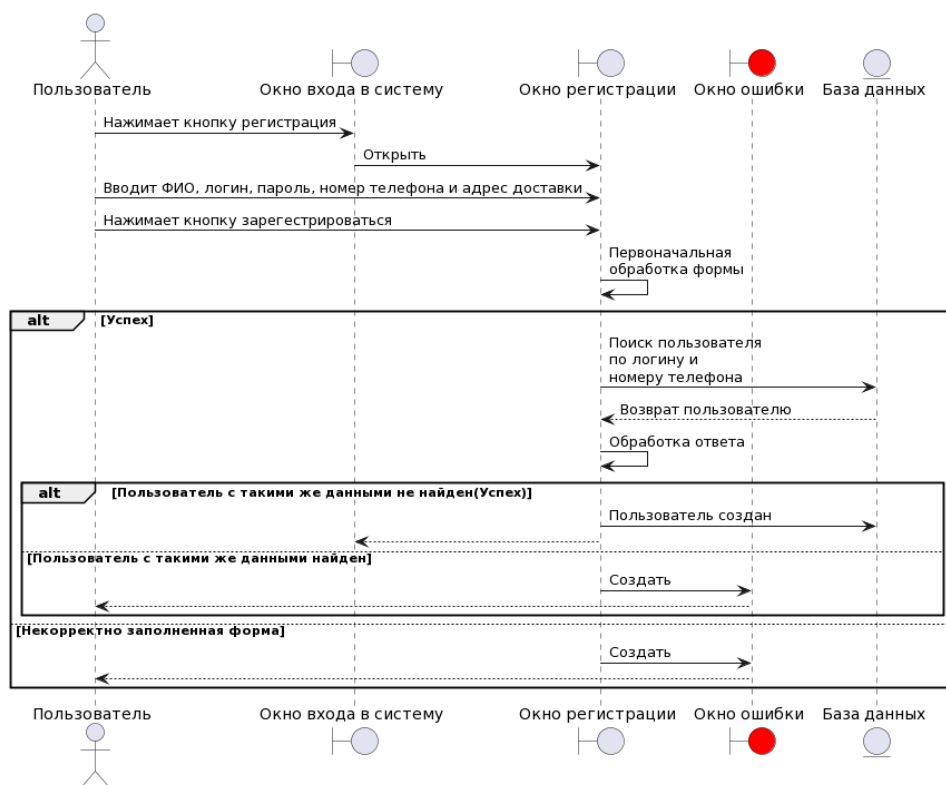 Пользователь
Окно входа в систему
Окно регистрации
Окно ошибки
База данных
Нажимает кнопку регистрация
Открыть
Вводит ФИО, логин, пароль, номер телефона и адрес доставки
Нажимает кнопку зарегестрироваться
Первоначальная
обработка формы
alt [Успех]
Поиск пользователя
по логину и
номеру телефона
Возврат пользователю
Обработка ответа
alt [Пользователь с такими же данными не найден(Успех)]
Пользователь создан
[Пользователь с такими же данными найден]
Создать
[Некорректно заполненная форма]
Создать
Пользователь
Окно входа в систему
Окно регистрации
Окно ошибки
База данных